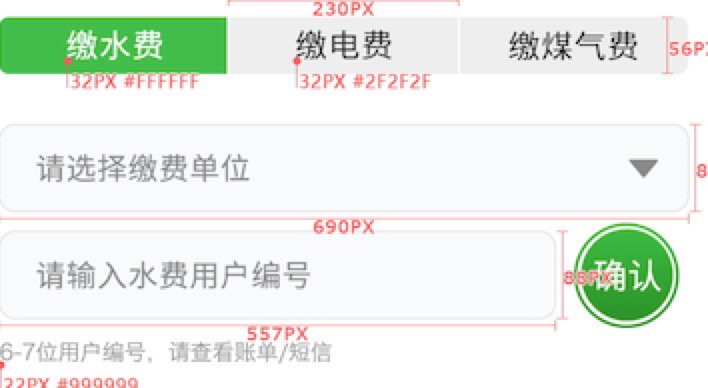 230PX
缴水费 缴电费 缴煤气费 56P
32PX #FFFFFF 32PX #2F2F2F
请选择缴费单位 8
690PX
请输入水费用户编号 88PX 确认
557PX
6-7位用户编号，请查看账单/短信
22PX #999999